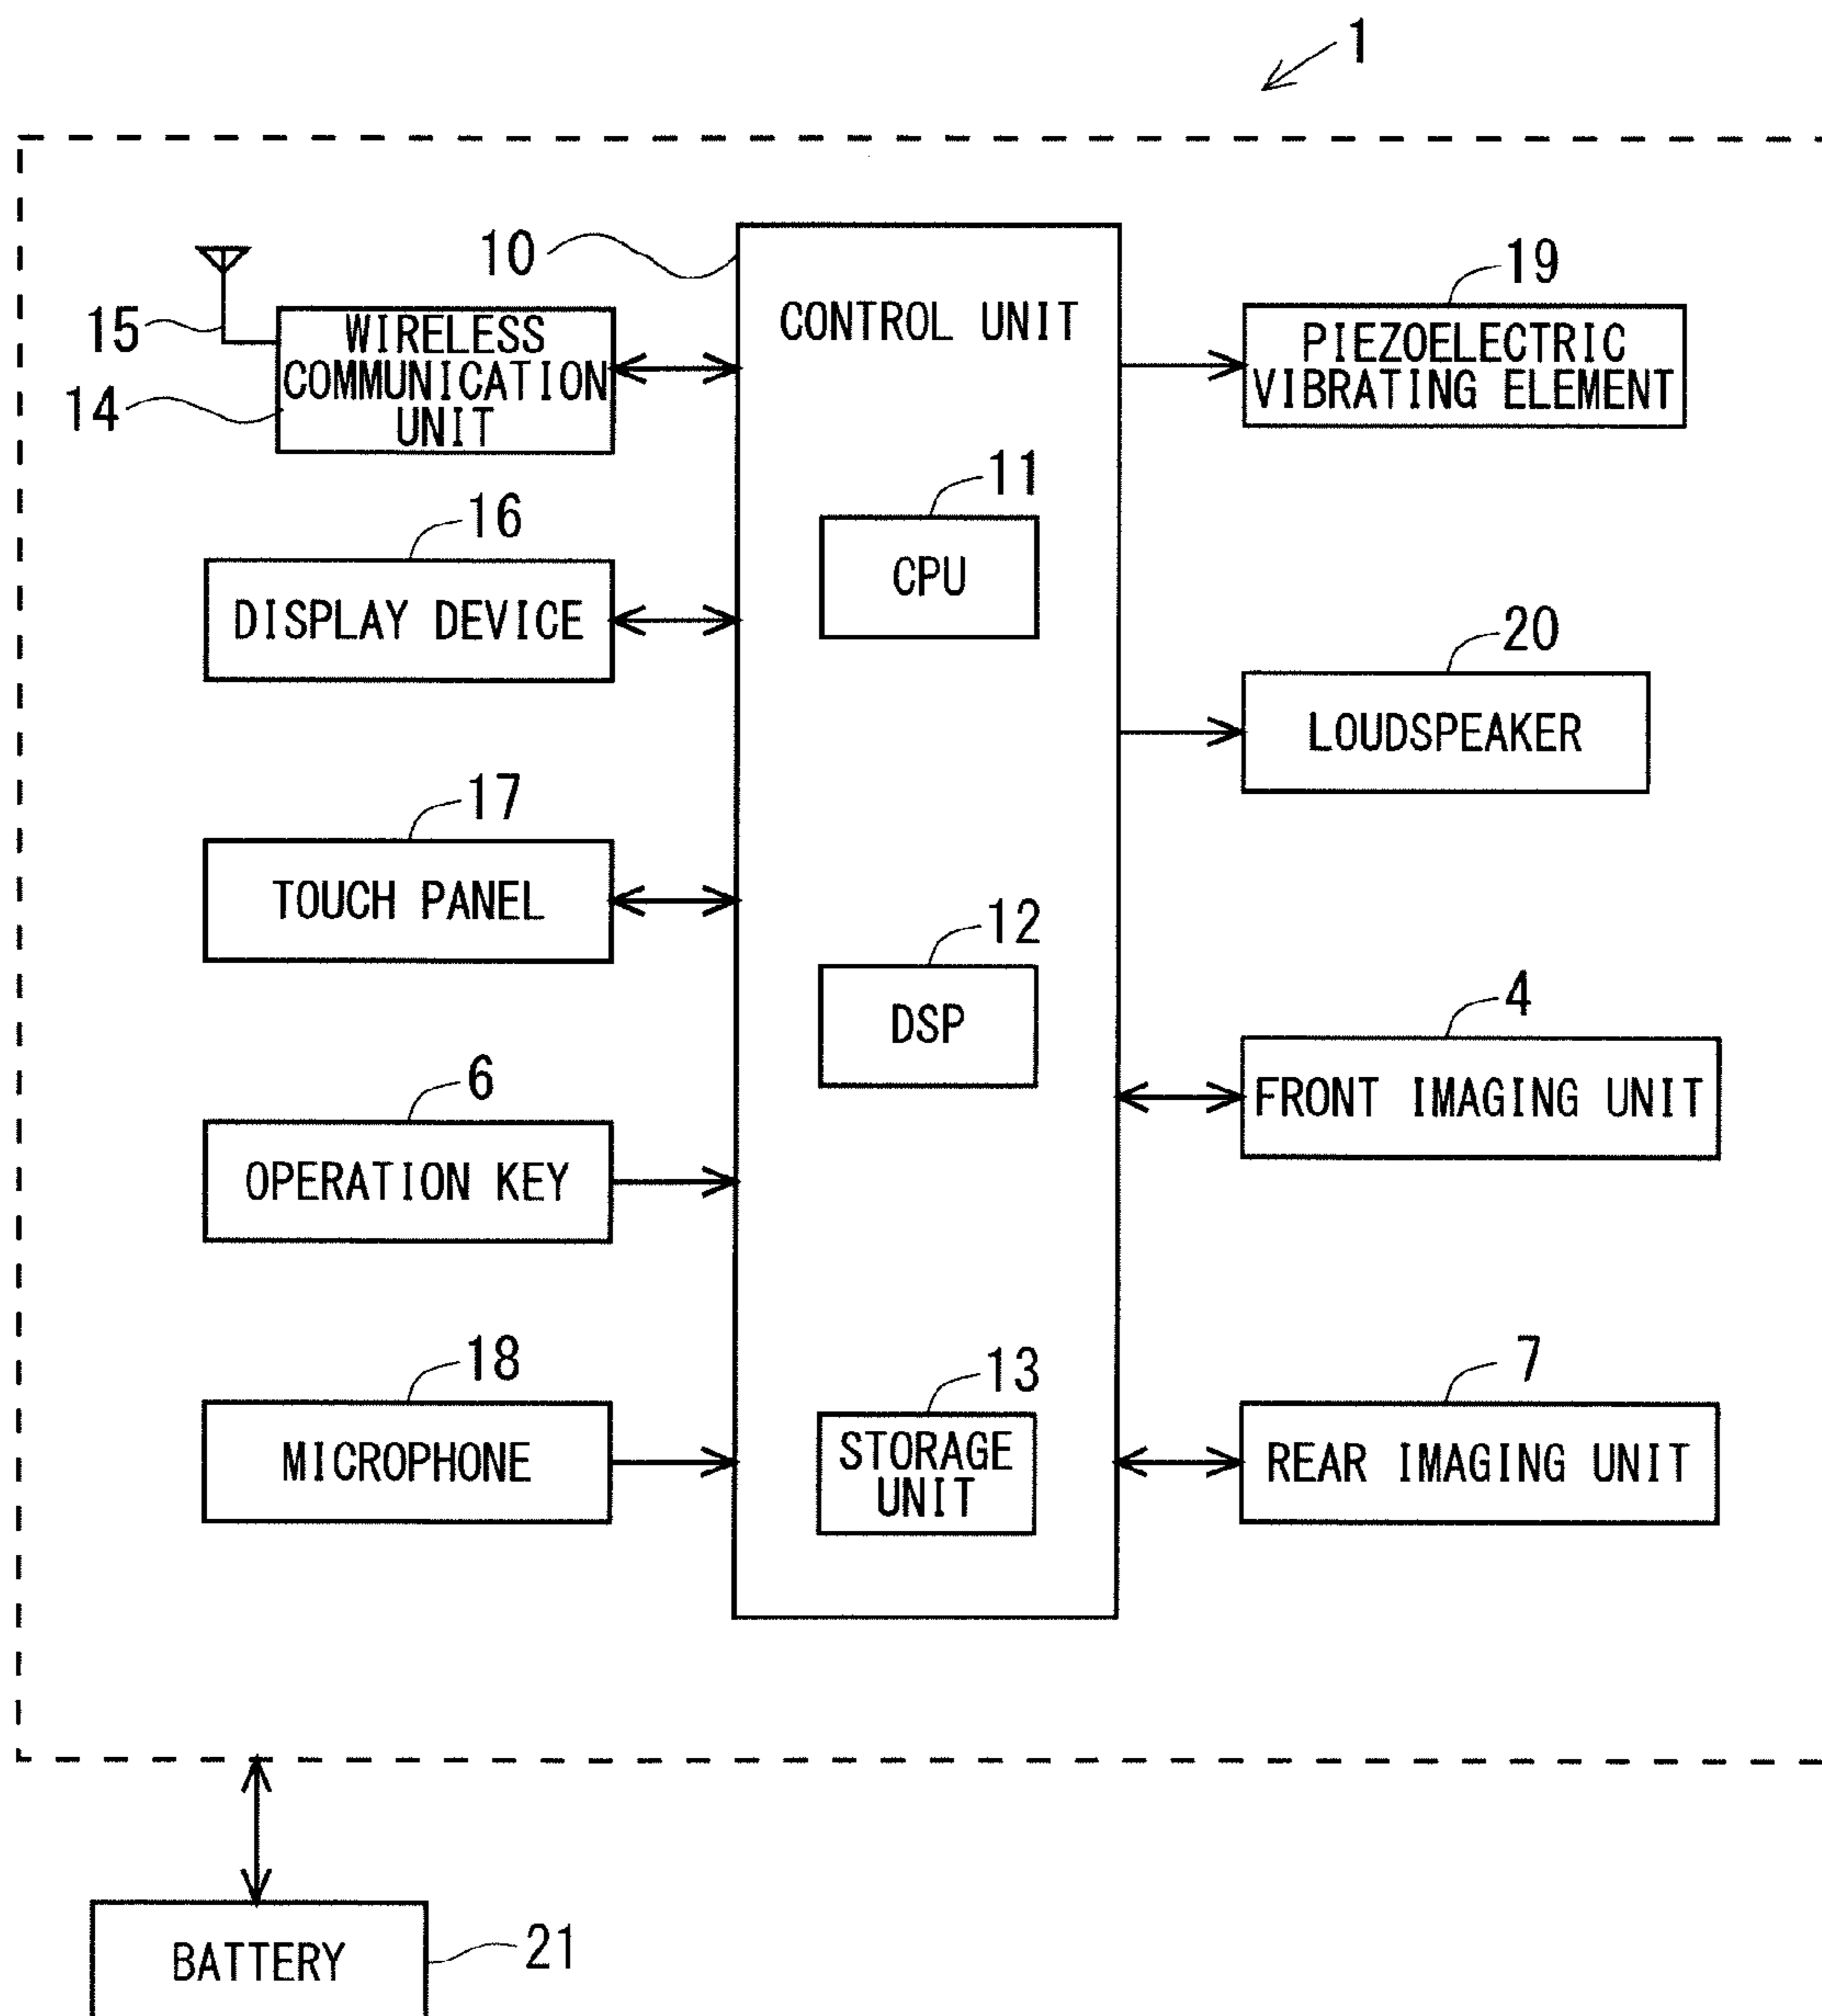 1
10
15
WIRELESS
COMMUNICATION
UNIT
14
CONTROL UNIT
19
PIEZOELECTRIC
VIBRATING ELEMENT
11
CPU
16
DISPLAY DEVICE
20
LOUDSPEAKER
17
TOUCH PANEL
12
DSP
4
FRONT IMAGING UNIT
6
OPERATION KEY
18
MICROPHONE
13
STORAGE
UNIT
7
REAR IMAGING UNIT
BATTERY
21